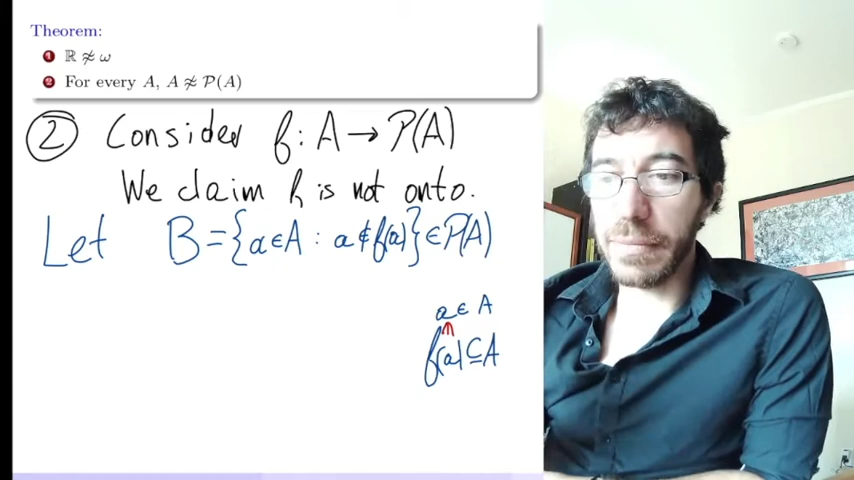 Theorem:
1 ℝ ≉ ω
2 For every A, A ≉ 𝒫(A)
② Consider f: A → P(A)
We claim f is not onto.
Let B = {a ∈ A : a ∉ f(a)} ∈ P(A)
a ∈ A
f(a) ⊆ A